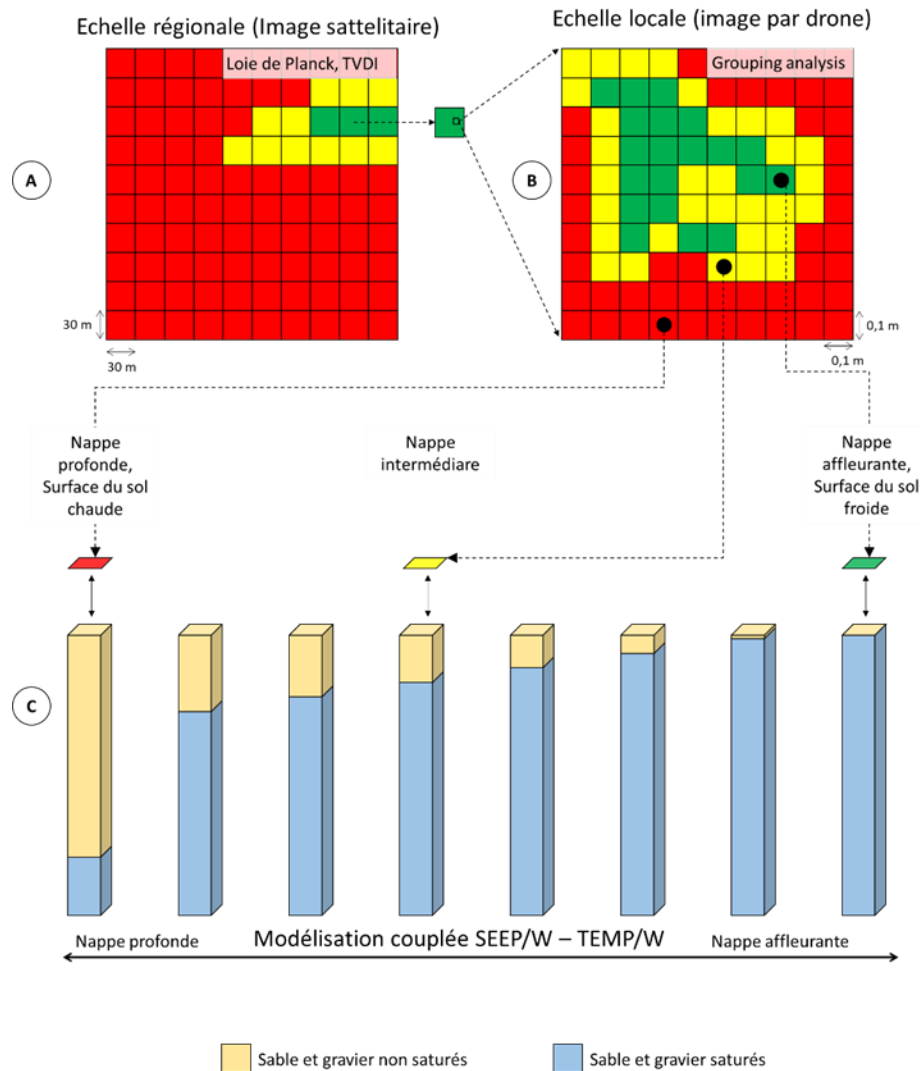 Echelle régionale (Image sattelitaire)
Echelle locale (image par drone)
Loie de Planck, TVDI
Grouping analysis
A
B
30 m
30 m
0,1 m
0,1 m
Nappe
profonde,
Surface du sol
chaude
Nappe
intermédiare
Nappe
affleurante,
Surface du sol
froide
C
Nappe profonde
Modélisation couplée SEEP/W – TEMP/W
Nappe affleurante
Sable et gravier non saturés
Sable et gravier saturés